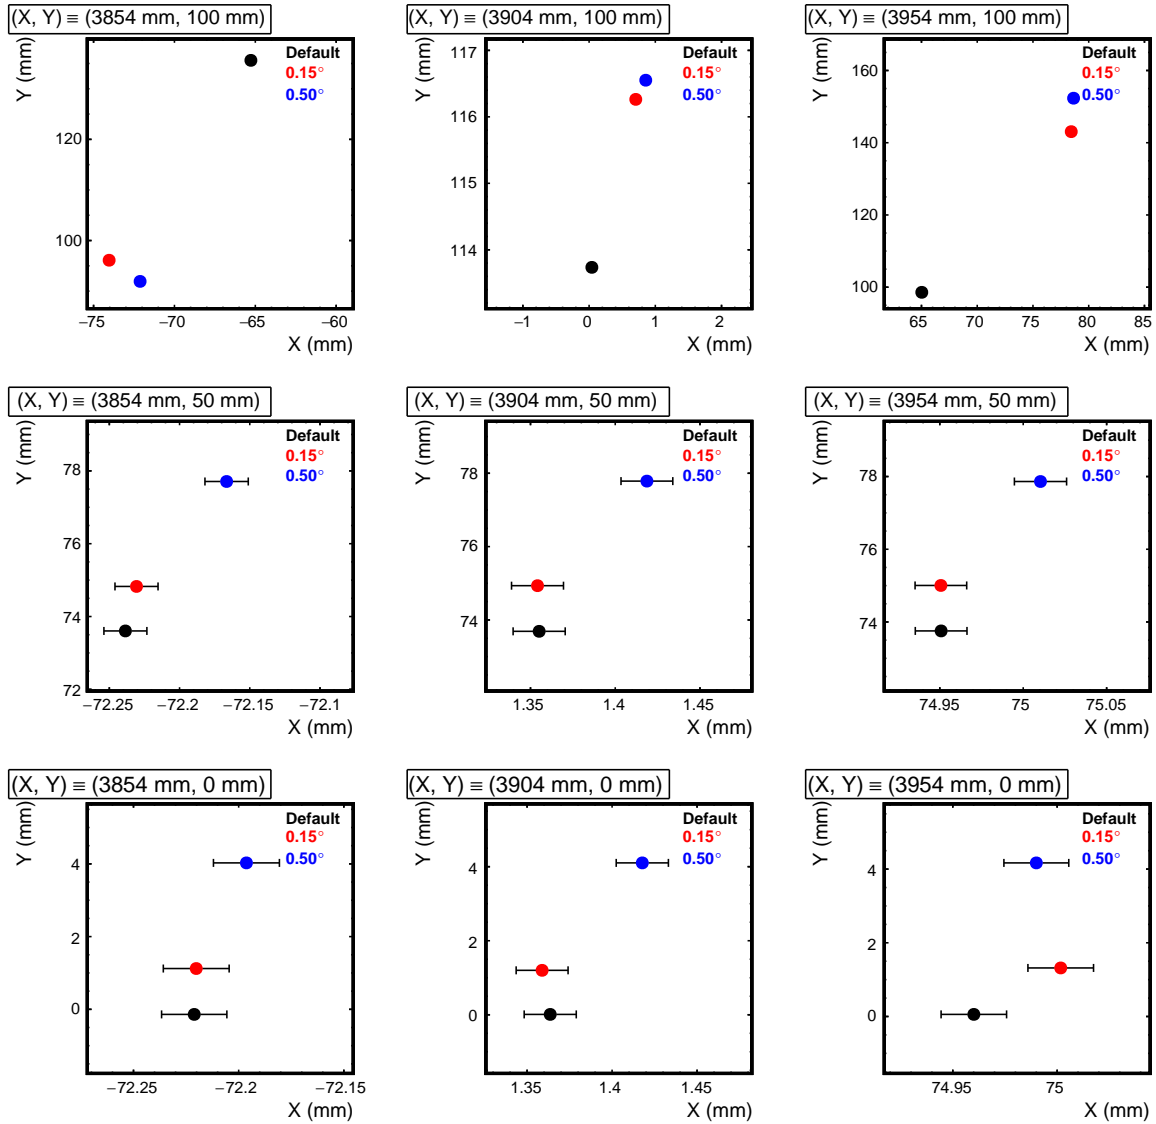 (X, Y) ≡ (3854 mm, 100 mm)
Y (mm)
Default
0.15°
0.50°
120
100
−75 −70 −65 −60
X (mm)
(X, Y) ≡ (3904 mm, 100 mm)
Y (mm)
Default
0.15°
0.50°
117
116
115
114
−1 0 1 2
X (mm)
(X, Y) ≡ (3954 mm, 100 mm)
Y (mm)
Default
0.15°
0.50°
160
140
120
100
65 70 75 80 85
X (mm)
(X, Y) ≡ (3854 mm, 50 mm)
Y (mm)
Default
0.15°
0.50°
78
76
74
72
−72.25 −72.2 −72.15 −72.1
X (mm)
(X, Y) ≡ (3904 mm, 50 mm)
Y (mm)
Default
0.15°
0.50°
78
76
74
1.35 1.4 1.45
X (mm)
(X, Y) ≡ (3954 mm, 50 mm)
Y (mm)
Default
0.15°
0.50°
78
76
74
74.95 75 75.05
X (mm)
(X, Y) ≡ (3854 mm, 0 mm)
Y (mm)
Default
0.15°
0.50°
4
2
0
−72.25 −72.2 −72.15
X (mm)
(X, Y) ≡ (3904 mm, 0 mm)
Y (mm)
Default
0.15°
0.50°
4
2
0
1.35 1.4 1.45
X (mm)
(X, Y) ≡ (3954 mm, 0 mm)
Y (mm)
Default
0.15°
0.50°
4
2
0
74.95 75
X (mm)